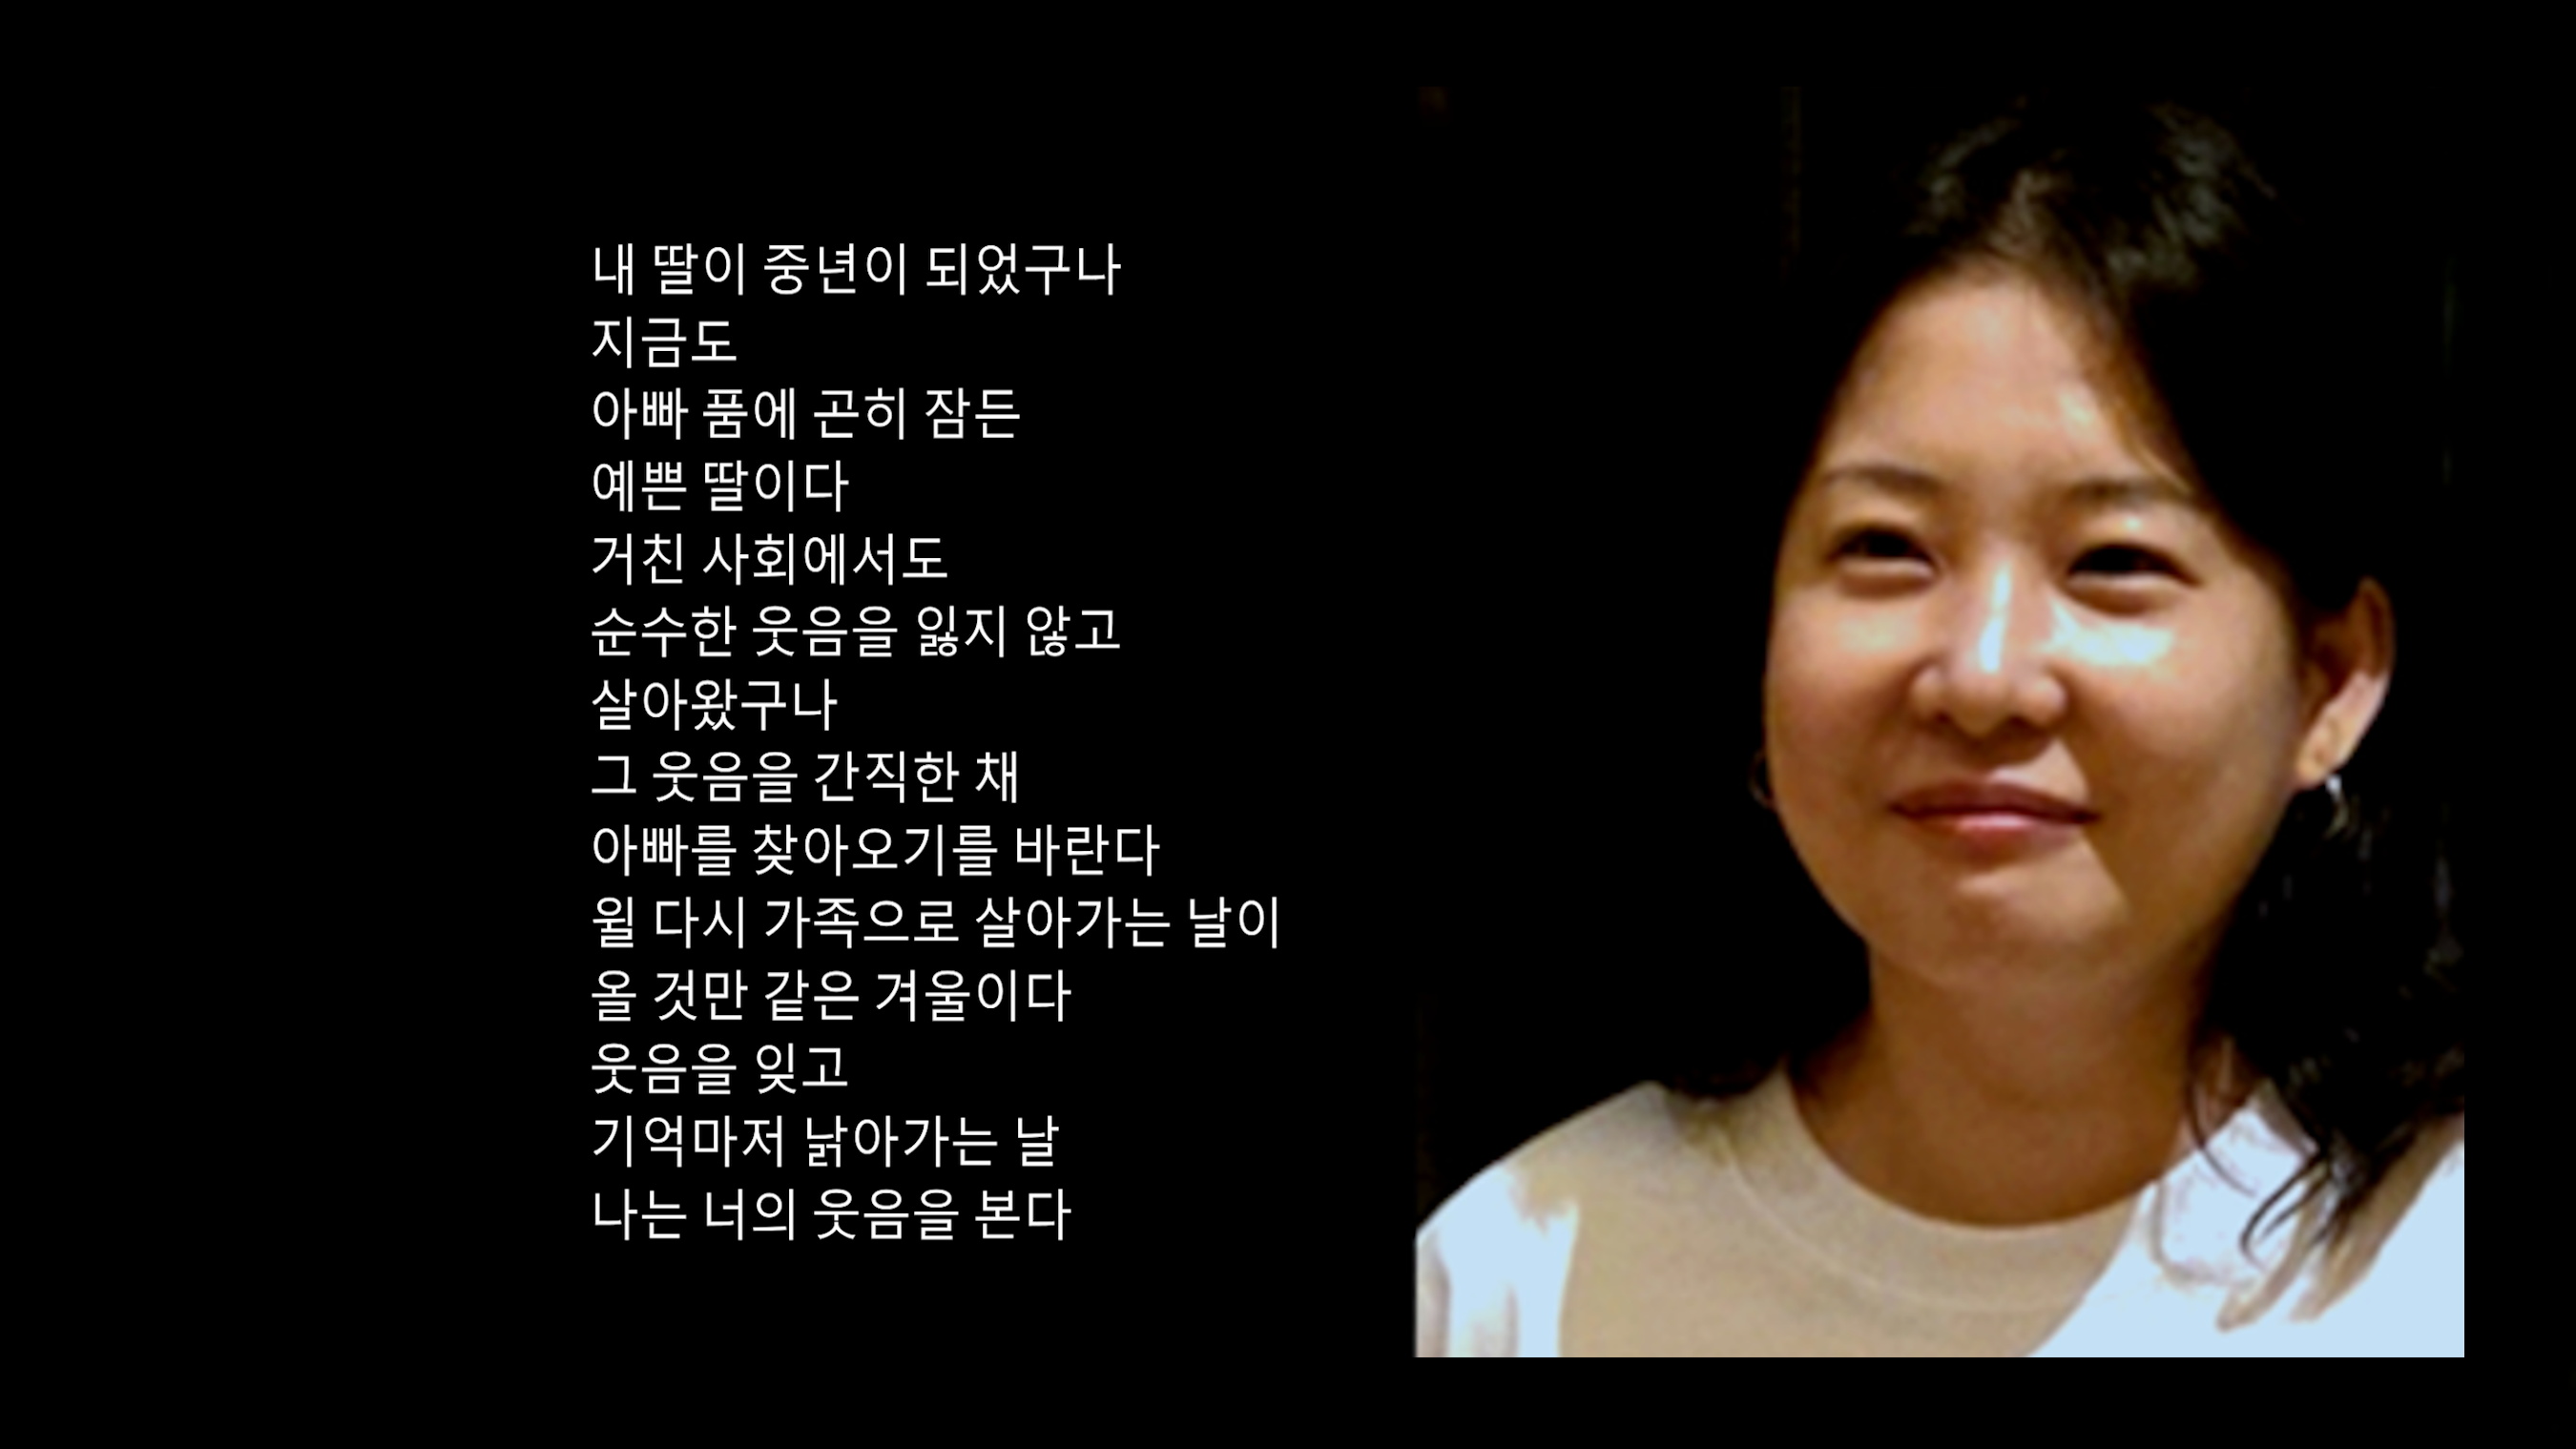 내 딸이 중년이 되었구나
지금도
아빠 품에 곤히 잠든
예쁜 딸이다
거친 사회에서도
순수한 웃음을 잃지 않고
살아왔구나
그 웃음을 간직한 채
아빠를 찾아오기를 바란다
윌 다시 가족으로 살아가는 날이
올 것만 같은 겨울이다
웃음을 잊고
기억마저 낡아가는 날
나는 너의 웃음을 본다